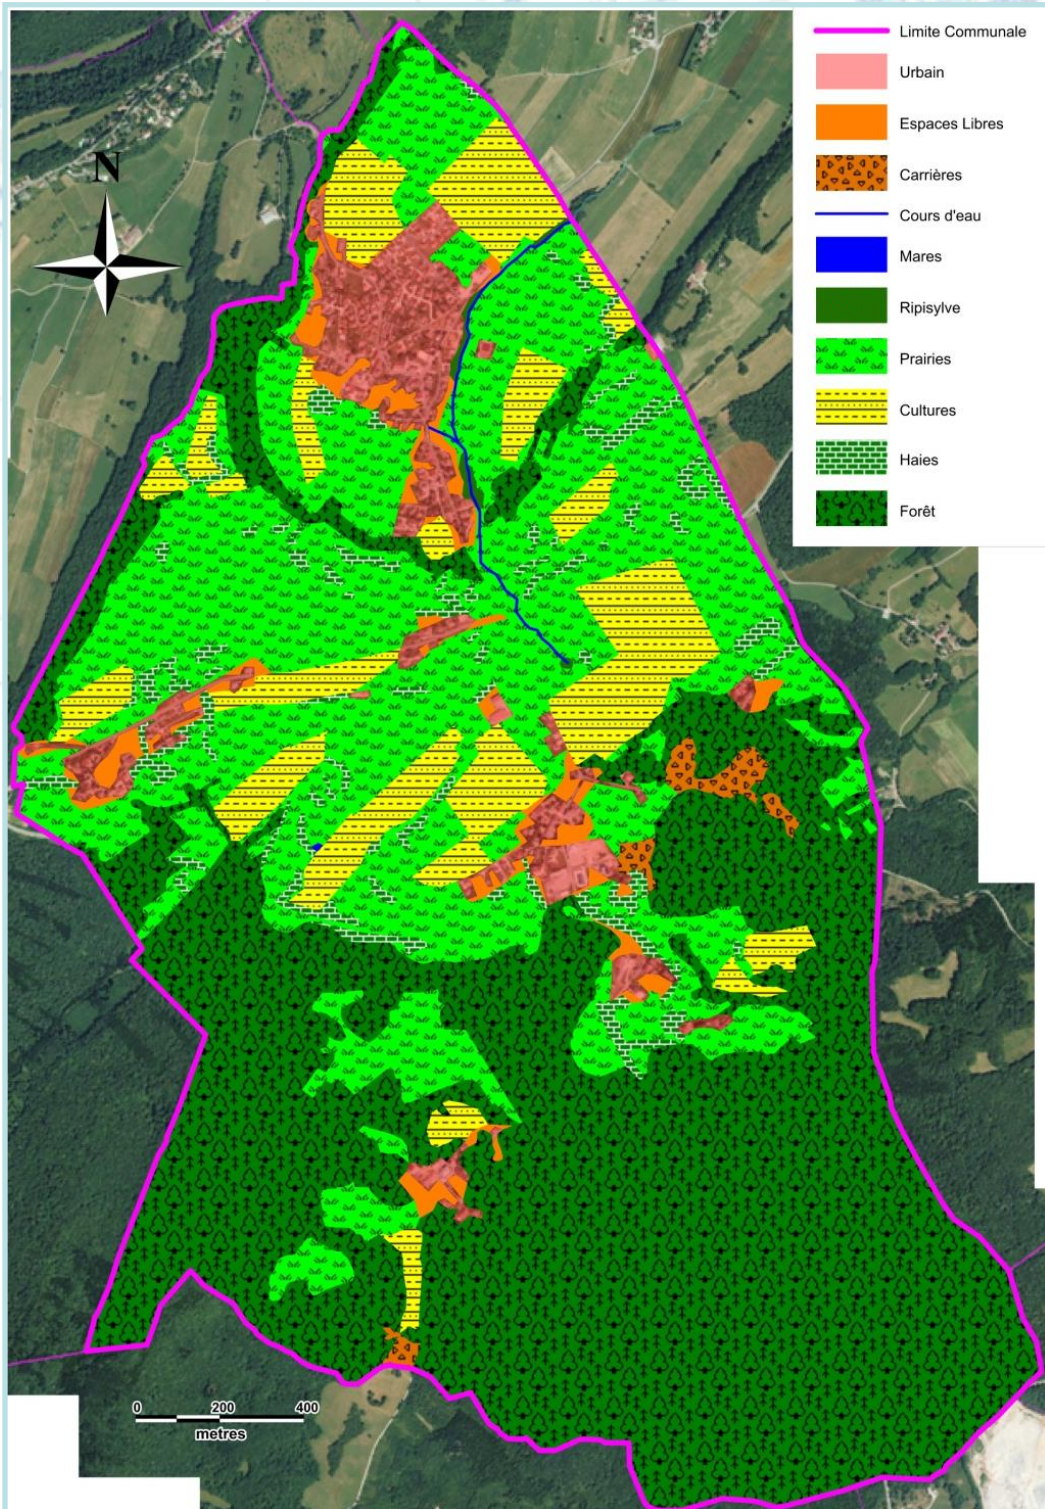 Limite Communale
Urbain
Espaces Libres
Carrières
Cours d'eau
Mares
Ripisylve
Prairies
Cultures
Haies
Forêt
N
0 200 400
metres